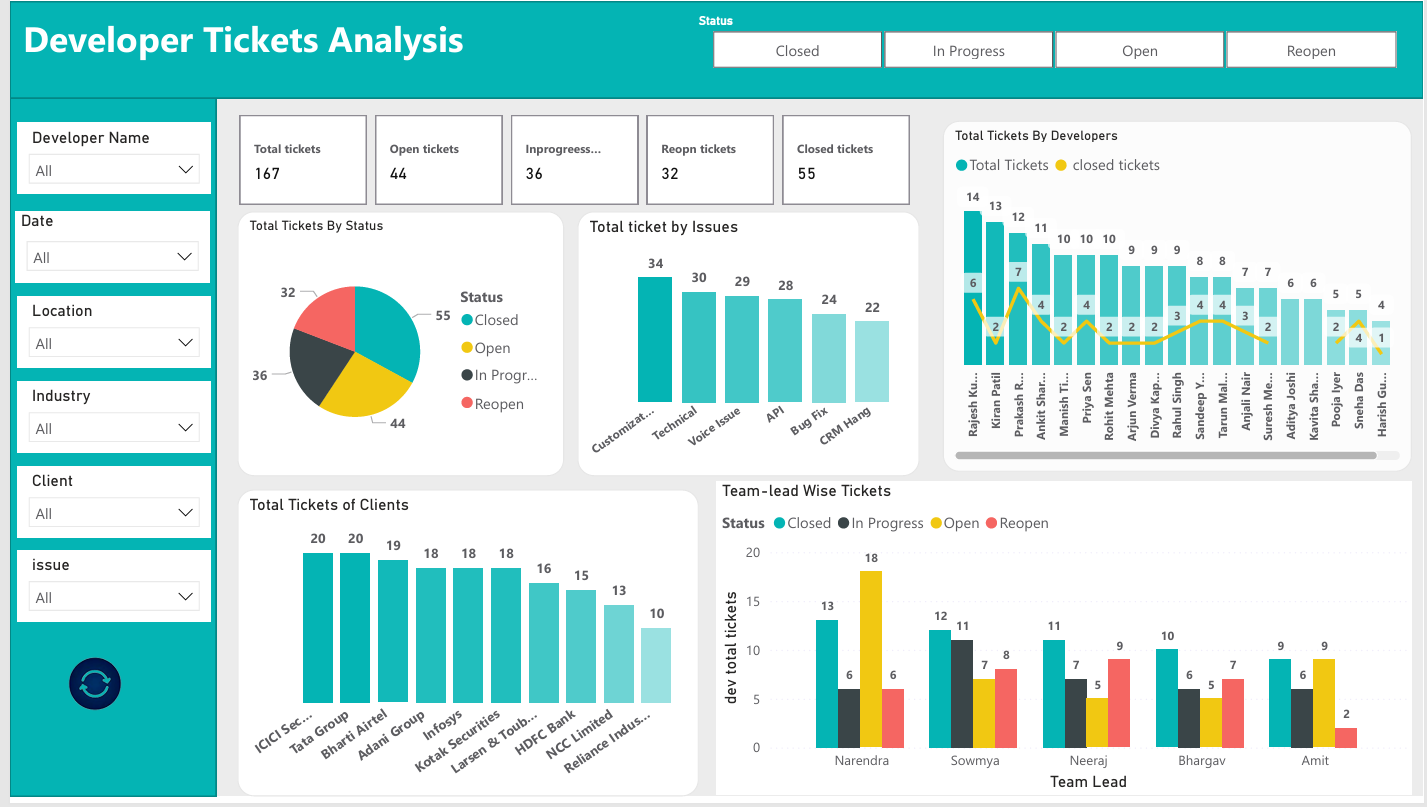 Developer Tickets Analysis
Status
Closed
In Progress
Open
Reopen
Developer Name
All
Date
All
Location
All
Industry
All
Client
All
issue
All
Total tickets
167
Open tickets
44
Inprogreess...
36
Reopn tickets
32
Closed tickets
55
Total Tickets By Status
32
55
36
44
Status
Closed
Open
In Progr...
Reopen
Total ticket by Issues
34
30
29
28
24
22
Customizat...
Technical
Voice Issue
API
Bug Fix
CRM Hang
Total Tickets By Developers
Total Tickets closed tickets
14
13
12
11
10
10
10
9
9
9
8
8
7
7
6
6
5
5
4
6
2
7
4
2
4
2
2
2
3
4
4
3
2
2
4
1
Rajesh Ku...
Kiran Patil
Prakash R...
Ankit Shar...
Manish Ti...
Priya Sen
Rohit Mehta
Arjun Verma
Divya Kap...
Rahul Singh
Sandeep Y...
Tarun Mal...
Anjali Nair
Suresh Me...
Aditya Joshi
Kavita Sha...
Pooja Iyer
Sneha Das
Harish Gu...
Total Tickets of Clients
20
20
19
18
18
18
16
15
13
10
ICICI Sec...
Tata Group
Bharti Airtel
Adani Group
Infosys
Kotak Securities
Larsen & Toub...
HDFC Bank
NCC Limited
Reliance Indus...
Team-lead Wise Tickets
Status Closed In Progress Open Reopen
dev total tickets
20
15
10
5
0
13
6
18
6
12
11
7
8
11
7
5
9
10
6
5
7
9
6
9
2
Narendra
Sowmya
Neeraj
Bhargav
Amit
Team Lead